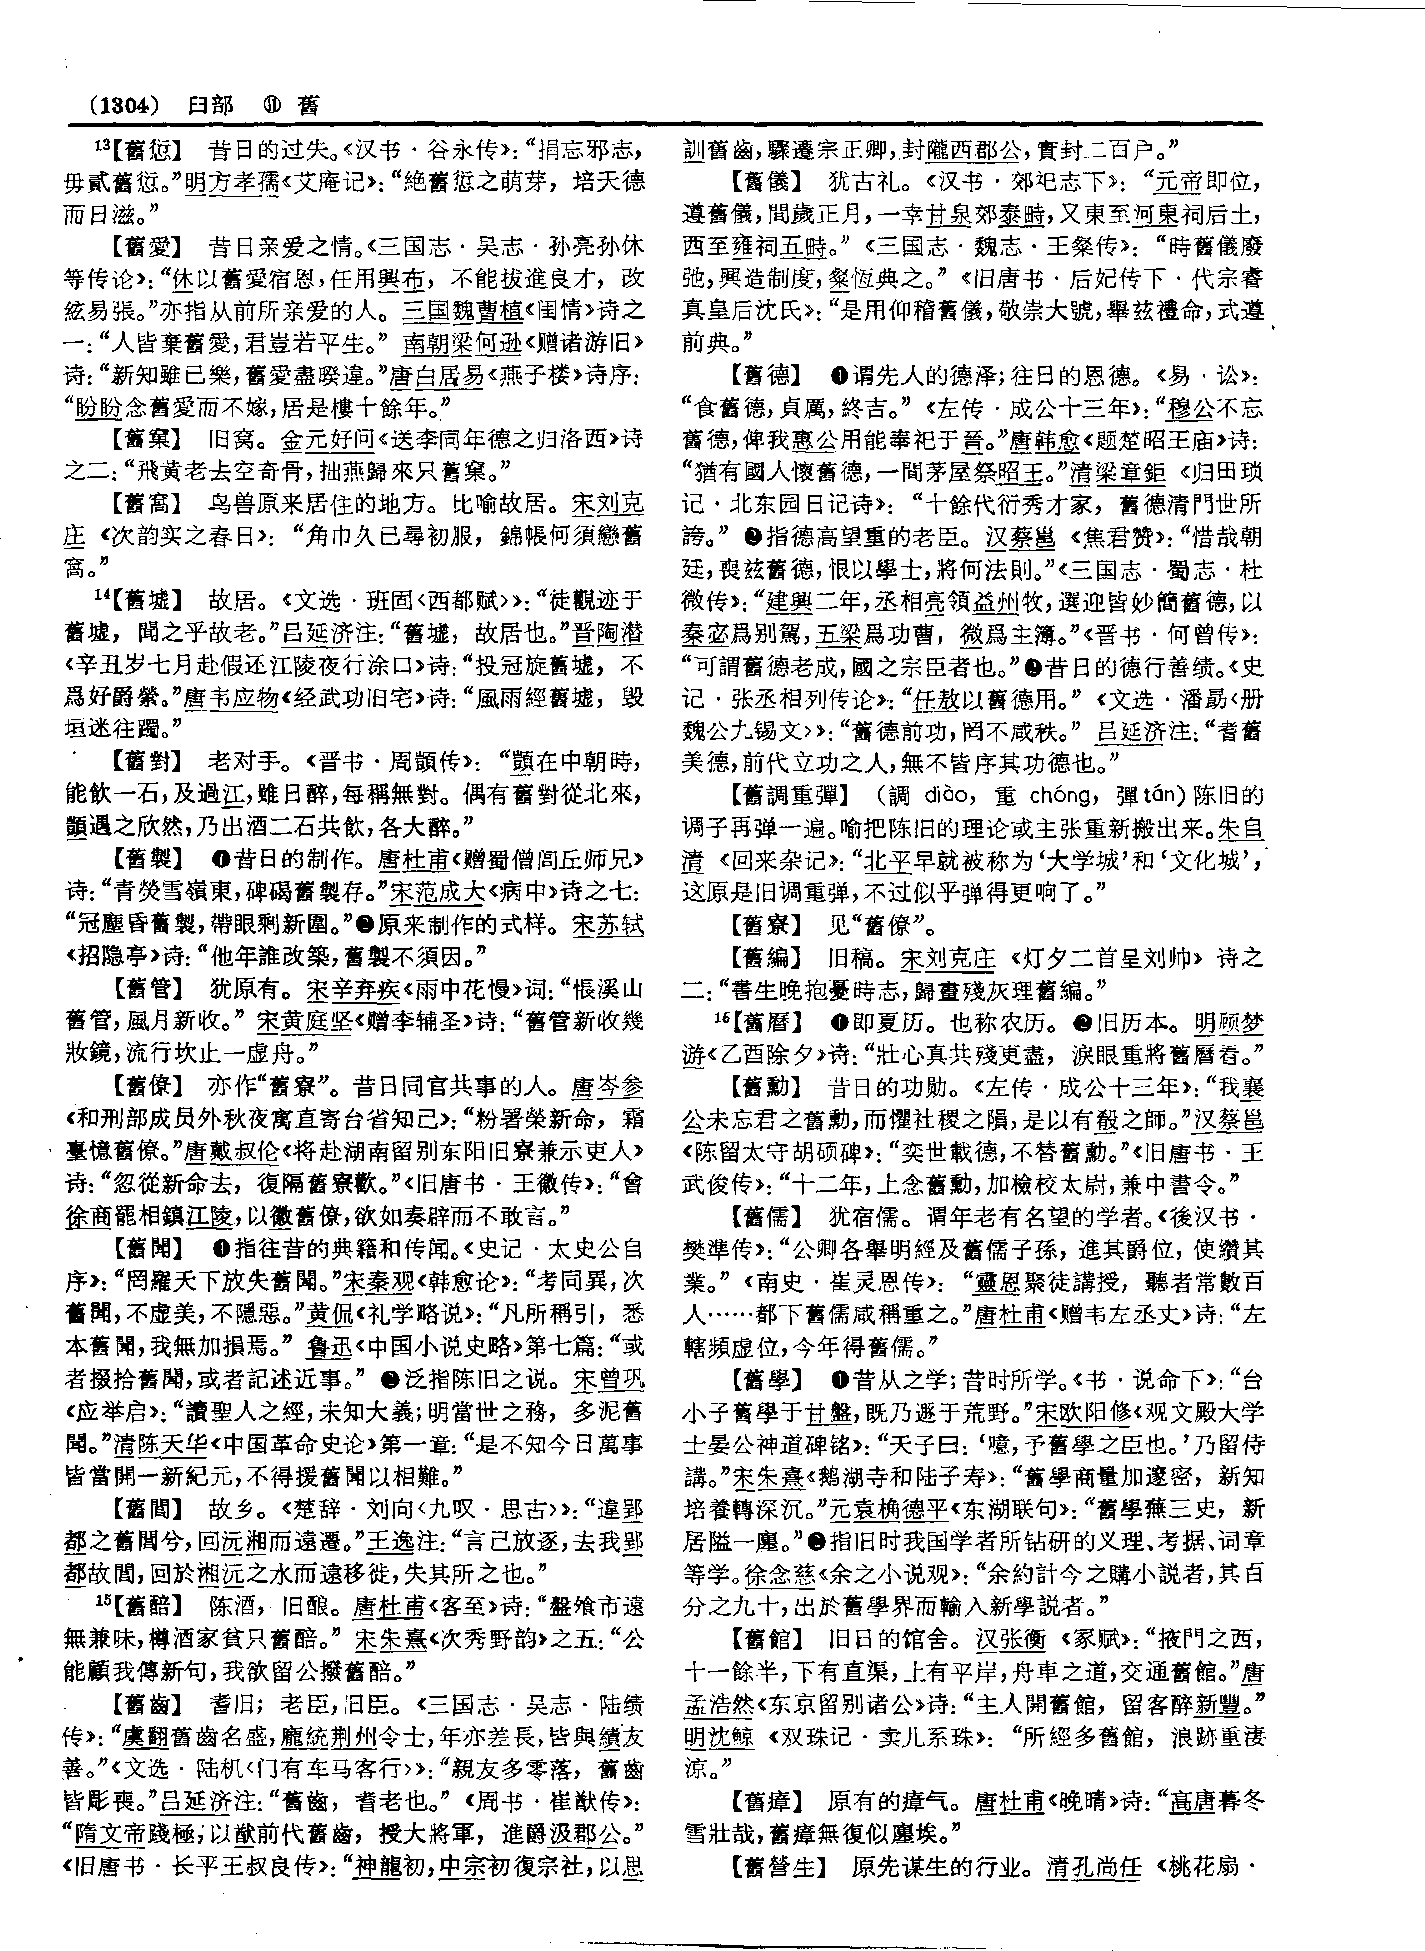 (1304) 臼部 ⑪ 舊
¹³【舊愆】 昔日的过失。《汉书·谷永传》：“捐忘邪志，
毋貳舊愆。”明方孝孺《艾庵记》：“絶舊愆之萌芽，培天德
而日滋。”
【舊愛】 昔日亲爱之情。《三国志·吴志·孙亮孙休
等传论》：“休以舊愛宿恩，任用興布，不能拔進良才，改
絃易張。”亦指从前所亲爱的人。三国魏曹植《闺情》诗之
一：“人皆棄舊愛，君豈若平生。” 南朝梁何逊《赠诸游旧》
诗：“新知雖已樂，舊愛盡暌違。”唐白居易《燕子楼》诗序：
“盼盼念舊愛而不嫁，居是樓十餘年。”
【舊窠】 旧窝。金元好问《送李同年德之归洛西》诗
之二：“飛黄老去空奇骨，拙燕歸來只舊窠。”
【舊窩】 鸟兽原来居住的地方。比喻故居。宋刘克
庄《次韵实之春日》：“角巾久已尋初服，錦帳何須戀舊
窩。”
¹⁴【舊墟】 故居。《文选·班固〈西都赋〉》：“徒觀迹于
舊墟，聞之乎故老。”吕延济注：“舊墟，故居也。”晋陶潜
《辛丑岁七月赴假还江陵夜行涂口》诗：“投冠旋舊墟，不
爲好爵縈。”唐韦应物《经武功旧宅》诗：“風雨經舊墟，毁
垣迷往躅。”
【舊對】 老对手。《晋书·周顗传》：“顗在中朝時，
能飲一石，及過江，雖日醉，每稱無對。偶有舊對從北來，
顗遇之欣然，乃出酒二石共飲，各大醉。”
【舊製】 ❶昔日的制作。唐杜甫《赠蜀僧闾丘师兄》
诗：“青熒雪嶺東，碑碣舊製存。”宋范成大《病中》诗之七：
“冠塵昏舊製，帶眼剩新圍。”❷原来制作的式样。宋苏轼
《招隐亭》诗：“他年誰改築，舊製不須因。”
【舊管】 犹原有。宋辛弃疾《雨中花慢》词：“悵溪山
舊管，風月新收。” 宋黄庭坚《赠李辅圣》诗：“舊管新收幾
妝鏡，流行坎止一虚舟。”
【舊僚】 亦作“舊寮”。昔日同官共事的人。唐岑参
《和刑部成员外秋夜寓直寄台省知己》：“粉署榮新命，霜
臺憶舊僚。”唐戴叔伦《将赴湖南留别东阳旧寮兼示吏人》
诗：“忽從新命去，復隔舊寮歡。”《旧唐书·王徽传》：“會
徐商罷相鎮江陵，以徽舊僚，欲如奏辟而不敢言。”
【舊聞】 ❶指往昔的典籍和传闻。《史记·太史公自
序》：“罔羅天下放失舊聞。”宋秦观《韩愈论》：“考同異，次
舊聞，不虚美，不隱惡。”黄侃《礼学略说》：“凡所稱引，悉
本舊聞，我無加損焉。” 鲁迅《中国小说史略》第七篇：“或
者掇拾舊聞，或者記述近事。” ❷泛指陈旧之说。宋曾巩
《应举启》：“讀聖人之經，未知大義；明當世之務，多泥舊
聞。”清陈天华《中国革命史论》第一章：“是不知今日萬事
皆當開一新紀元，不得援舊聞以相難。”
【舊閭】 故乡。《楚辞·刘向〈九叹·思古〉》：“違郢
都之舊閭兮，回沅湘而遠遷。”王逸注：“言己放逐，去我郢
都故閭，回於湘沅之水而遠移徙，失其所之也。”
¹⁵【舊醅】 陈酒，旧酿。唐杜甫《客至》诗：“盤飧市遠
無兼味，樽酒家貧只舊醅。” 宋朱熹《次秀野韵》之五：“公
能顧我傳新句，我欲留公撥舊醅。”
【舊齒】 耆旧；老臣，旧臣。《三国志·吴志·陆绩
传》：“虞翻舊齒名盛，龐統荆州令士，年亦差長，皆與績友
善。”《文选·陆机〈门有车马客行〉》：“親友多零落，舊齒
皆彫喪。”吕延济注：“舊齒，耆老也。” 《周书·崔猷传》：
“隋文帝踐極，以猷前代舊齒，授大將軍，進爵汲郡公。”
《旧唐书·长平王叔良传》：“神龍初，中宗初復宗社，以思
訓舊齒，驟遷宗正卿，封隴西郡公，實封二百户。”
【舊儀】 犹古礼。《汉书·郊祀志下》：“元帝即位，
遵舊儀，間歲正月，一幸甘泉郊泰畤，又東至河東祠后土，
西至雍祠五畤。” 《三国志·魏志·王粲传》：“時舊儀廢
弛，興造制度，粲恆典之。” 《旧唐书·后妃传下·代宗睿
真皇后沈氏》：“是用仰稽舊儀，敬崇大號，舉兹禮命，式遵
前典。”
【舊德】 ❶谓先人的德泽；往日的恩德。《易·讼》：
“食舊德，貞厲，終吉。” 《左传·成公十三年》：“穆公不忘
舊德，俾我惠公用能奉祀于晉。”唐韩愈《题楚昭王庙》诗：
“猶有國人懷舊德，一間茅屋祭昭王。”清梁章鉅《归田琐
记·北东园日记诗》：“十餘代衍秀才家，舊德清門世所
誇。” ❷指德高望重的老臣。汉蔡邕《焦君赞》：“惜哉朝
廷，喪兹舊德，恨以學士，將何法則。”《三国志·蜀志·杜
微传》：“建興二年，丞相亮領益州牧，選迎皆妙簡舊德，以
秦宓爲别駕，五梁爲功曹，微爲主簿。”《晋书·何曾传》：
“可謂舊德老成，國之宗臣者也。”❸昔日的德行善绩。《史
记·张丞相列传论》：“任敖以舊德用。” 《文选·潘勗〈册
魏公九锡文〉》：“舊德前功，罔不咸秩。” 吕延济注：“耆舊
美德，前代立功之人，無不皆序其功德也。”
【舊調重彈】 （調 diào，重 chóng，彈tán）陈旧的
调子再弹一遍。喻把陈旧的理论或主张重新搬出来。朱自
清《回来杂记》：“北平早就被称为‘大学城’和‘文化城’，
这原是旧调重弹，不过似乎弹得更响了。”
【舊寮】 见“舊僚”。
【舊編】 旧稿。宋刘克庄《灯夕二首呈刘帅》诗之
二：“書生晚抱憂時志，歸畫殘灰理舊編。”
¹⁶【舊曆】 ❶即夏历。也称农历。❷旧历本。明顾梦
游《乙酉除夕》诗：“壯心真共殘更盡，淚眼重將舊曆看。”
【舊勳】 昔日的功勋。《左传·成公十三年》：“我襄
公未忘君之舊勳，而懼社稷之隕，是以有殽之師。”汉蔡邕
《陈留太守胡硕碑》：“奕世載德，不替舊勳。”《旧唐书·王
武俊传》：“十二年，上念舊勳，加檢校太尉，兼中書令。”
【舊儒】 犹宿儒。谓年老有名望的学者。《後汉书·
樊準传》：“公卿各舉明經及舊儒子孫，進其爵位，使纘其
業。” 《南史·崔灵恩传》：“靈恩聚徒講授，聽者常數百
人……都下舊儒咸稱重之。”唐杜甫《赠韦左丞丈》诗：“左
轄頻虚位，今年得舊儒。”
【舊學】 ❶昔从之学；昔时所学。《书·说命下》：“台
小子舊學于甘盤，既乃遯于荒野。”宋欧阳修《观文殿大学
士晏公神道碑铭》：“天子曰：‘噫，予舊學之臣也。’乃留侍
講。”宋朱熹《鹅湖寺和陆子寿》：“舊學商量加邃密，新知
培養轉深沉。”元袁桷德平《东湖联句》：“舊學蕪三史，新
居隘一廛。”❷指旧时我国学者所钻研的义理、考据、词章
等学。徐念慈《余之小说观》：“余約計今之購小説者，其百
分之九十，出於舊學界而輸入新學説者。”
【舊館】 旧日的馆舍。汉张衡《冢赋》：“掖門之西，
十一餘半，下有直渠，上有平岸，舟車之道，交通舊館。”唐
孟浩然《东京留别诸公》诗：“主人開舊館，留客醉新豐。”
明沈鲸《双珠记·卖儿系珠》：“所經多舊館，浪跡重淒
涼。”
【舊瘴】 原有的瘴气。唐杜甫《晚晴》诗：“高唐暮冬
雪壯哉，舊瘴無復似塵埃。”
【舊營生】 原先谋生的行业。清孔尚任《桃花扇·